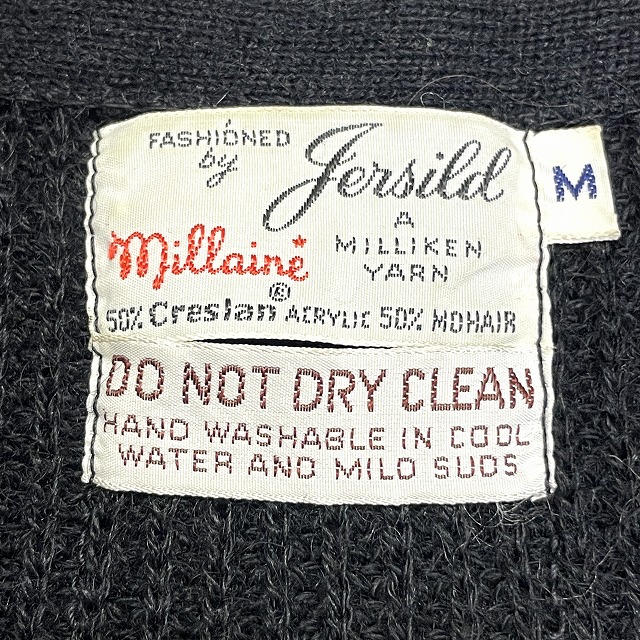 FASHIONED
by Jersild
Millaine* A MILLIKEN YARN
®
50% Creslan ACRYLIC 50% MOHAIR
M
DO NOT DRY CLEAN
HAND WASHABLE IN COOL
WATER AND MILD SUDS